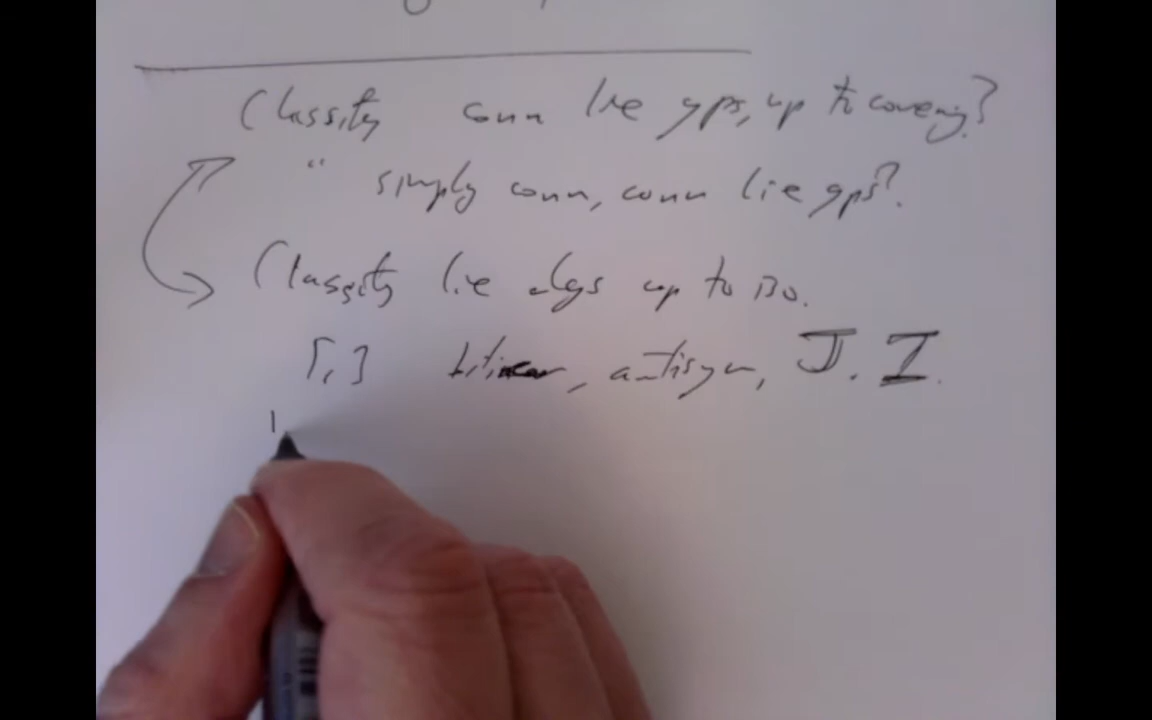 Classify conn Lie gps, up to covering?
" simply conn, conn Lie gps?
Classify Lie algs up to iso.
[,] bilinear, antisym, J.I.